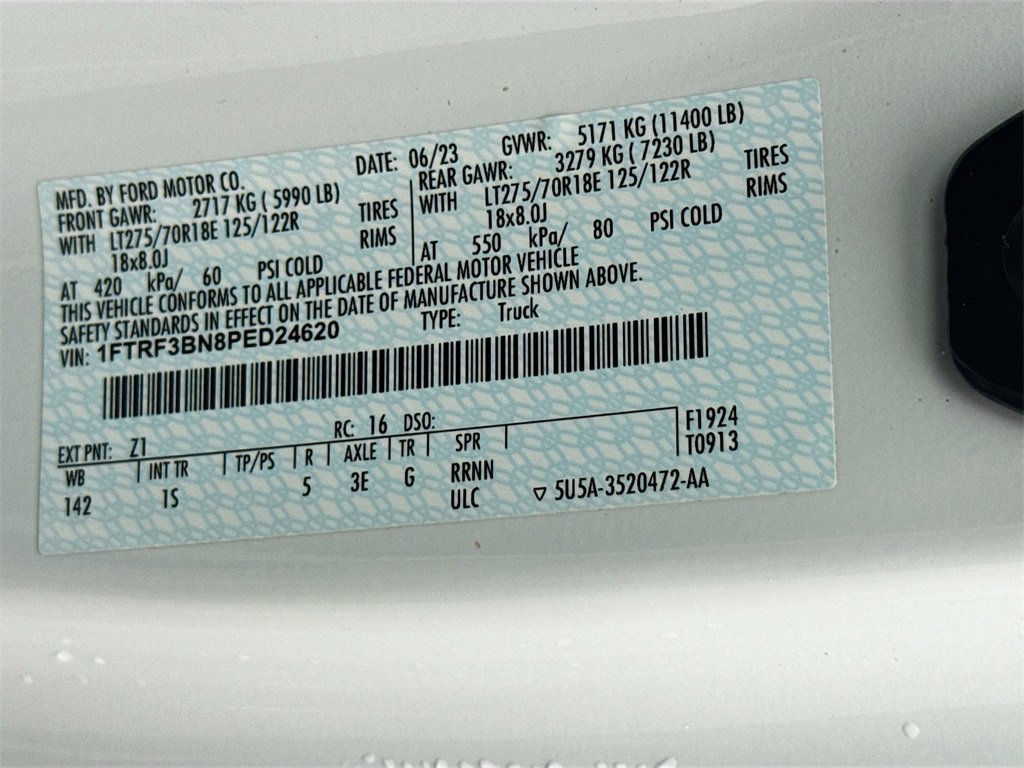 MFD. BY FORD MOTOR CO.
DATE: 06/23 GVWR: 5171 KG (11400 LB)
FRONT GAWR: 2717 KG ( 5990 LB)
REAR GAWR: 3279 KG ( 7230 LB)
WITH LT275/70R18E 125/122R TIRES
WITH LT275/70R18E 125/122R TIRES
18x8.0J RIMS
18x8.0J RIMS
AT 420 kPa/ 60 PSI COLD
AT 550 kPa/ 80 PSI COLD
THIS VEHICLE CONFORMS TO ALL APPLICABLE FEDERAL MOTOR VEHICLE
SAFETY STANDARDS IN EFFECT ON THE DATE OF MANUFACTURE SHOWN ABOVE.
VIN: 1FTRF3BN8PED24620 TYPE: Truck
EXT PNT: Z1 RC: 16 DSO: F1924
WB INT TR TP/PS R AXLE TR SPR T0913
142 1S 5 3E G RRNN
ULC ▽ 5U5A-3520472-AA